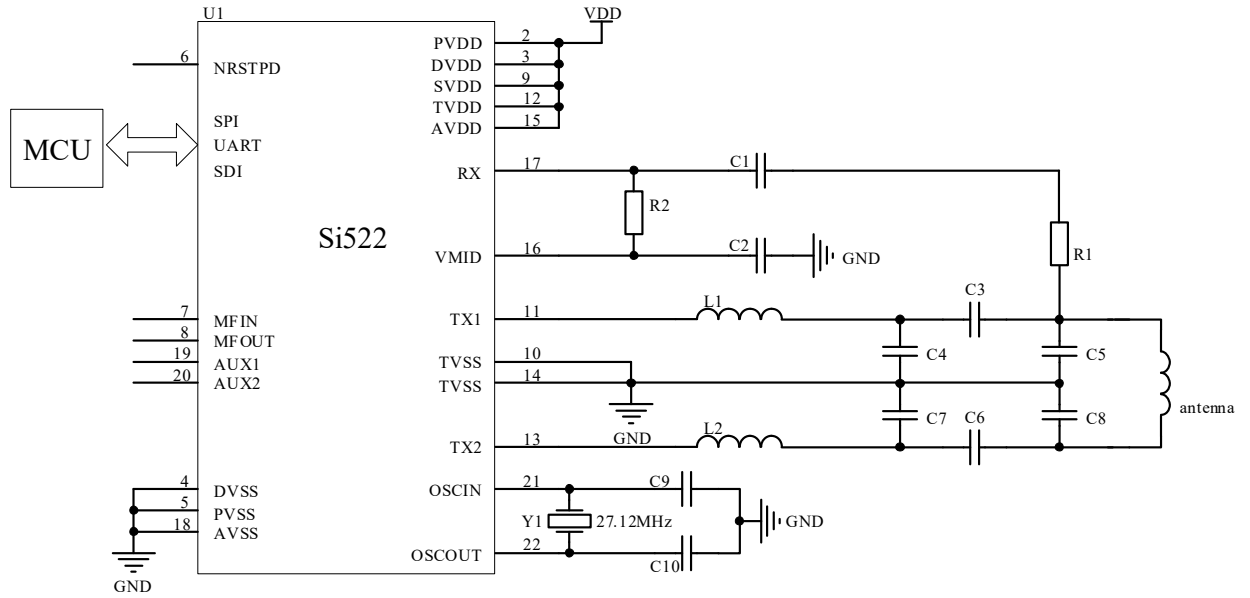 U1
VDD
PVDD 2
DVDD 3
SVDD 9
TVDD 12
AVDD 15
6 NRSTPD
MCU
SPI
UART
SDI
RX 17
C1
R2
Si522
VMID 16
C2
GND
R1
C3
7 MFIN
8 MFOUT
19 AUX1
20 AUX2
TX1 11
L1
TVSS 10
TVSS 14
C4
C5
GND
C7
C6
C8
antenna
TX2 13
L2
4 DVSS
5 PVSS
18 AVSS
GND
OSCIN 21
C9
Y1
27.12MHz
GND
OSCOUT 22
C10